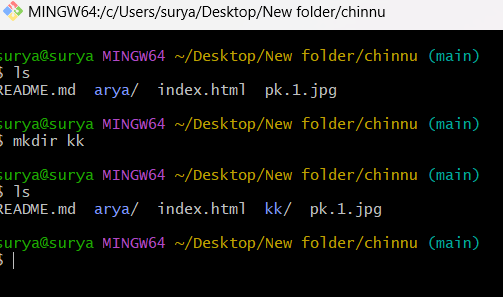 MINGW64:/c/Users/surya/Desktop/New folder/chinnu
surya@surya MINGW64 ~/Desktop/New folder/chinnu (main)
$ ls
README.md  arya/  index.html  pk.1.jpg
surya@surya MINGW64 ~/Desktop/New folder/chinnu (main)
$ mkdir kk
surya@surya MINGW64 ~/Desktop/New folder/chinnu (main)
$ ls
README.md  arya/  index.html  kk/  pk.1.jpg
surya@surya MINGW64 ~/Desktop/New folder/chinnu (main)
$